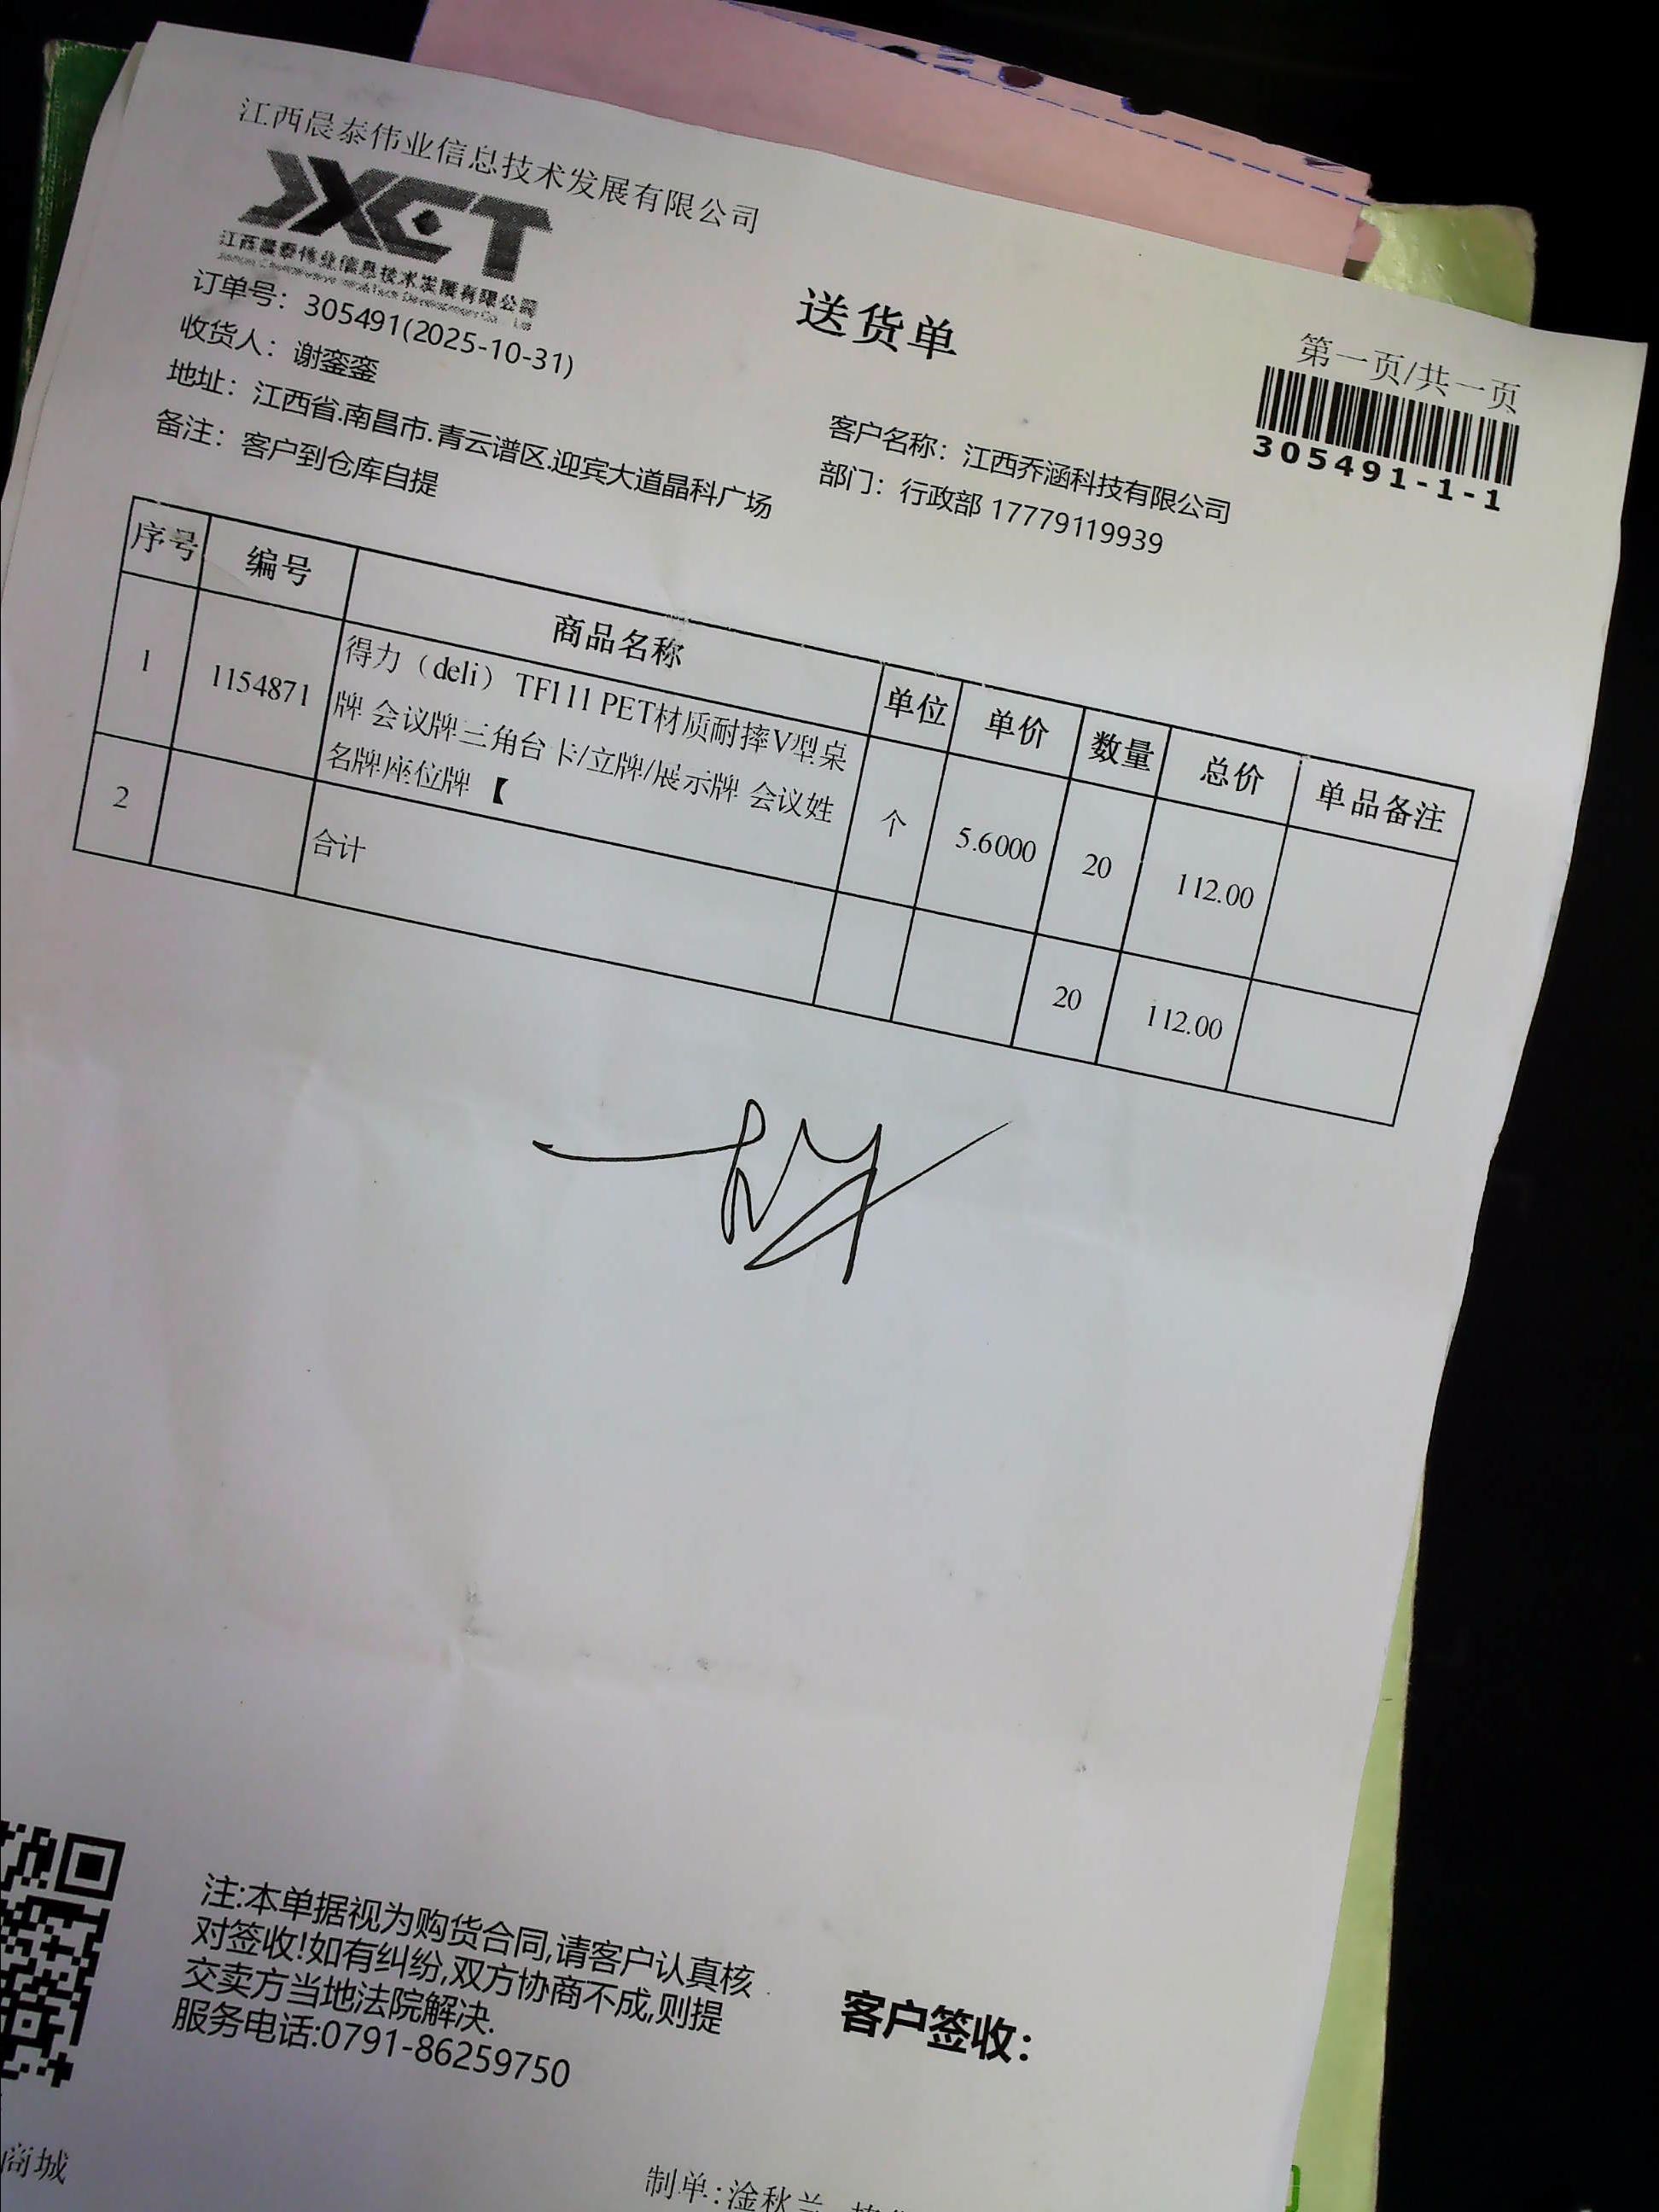 江西晨泰伟业信息技术发展有限公司
JXCT
江西晨泰伟业信息技术发展有限公司
送货单
第一页/共一页
305491-1-1
订单号：305491(2025-10-31)
收货人：谢銮銮
客户名称：江西乔涵科技有限公司
地址：江西省.南昌市.青云谱区.迎宾大道晶科广场
部门：行政部 17779119939
备注：客户到仓库自提
序号 编号 商品名称 单位 单价 数量 总价 单品备注
1 1154871 得力（deli） TF111 PET材质耐摔V型桌
牌 会议牌三角台卡/立牌/展示牌 会议姓
名牌座位牌 【 个 5.6000 20 112.00
2 合计 20 112.00
注:本单据视为购货合同,请客户认真核
对签收!如有纠纷,双方协商不成,则提
交卖方当地法院解决.
服务电话:0791-86259750
客户签收：
商城
制单:淦秋兰